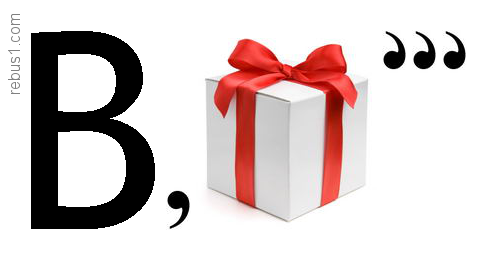 rebus1.com
В, ,,,